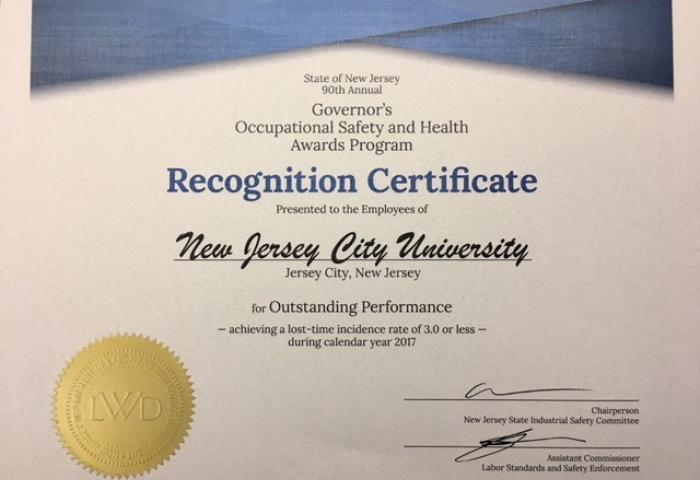 State of New Jersey
90th Annual
Governor's
Occupational Safety and Health
Awards Program
Recognition Certificate
Presented to the Employees of
New Jersey City University
Jersey City, New Jersey
for Outstanding Performance
— achieving a lost-time incidence rate of 3.0 or less —
during calendar year 2017
LWD
Chairperson
New Jersey State Industrial Safety Committee
Assistant Commissioner
Labor Standards and Safety Enforcement